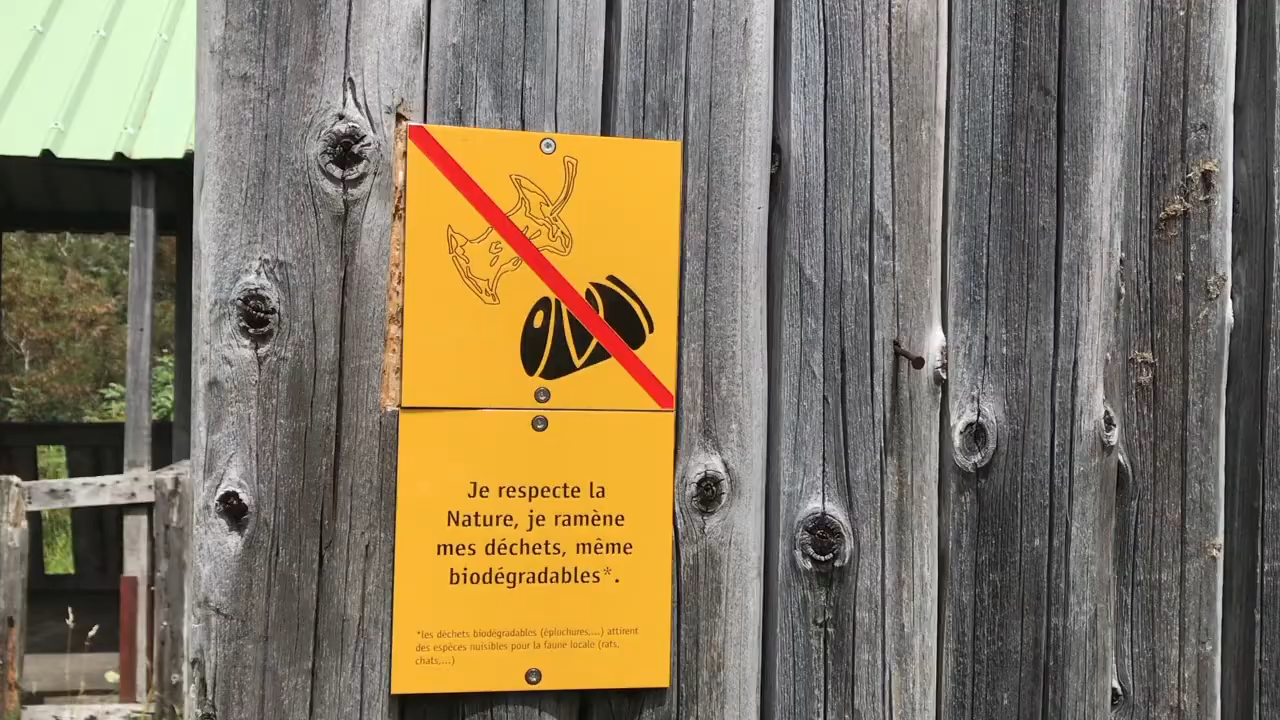 Je respecte la
Nature, je ramène
mes déchets, même
biodégradables*.
*les déchets biodégradables (épluchures,...) attirent
des espèces nuisibles pour la faune locale (rats,
chats,...)